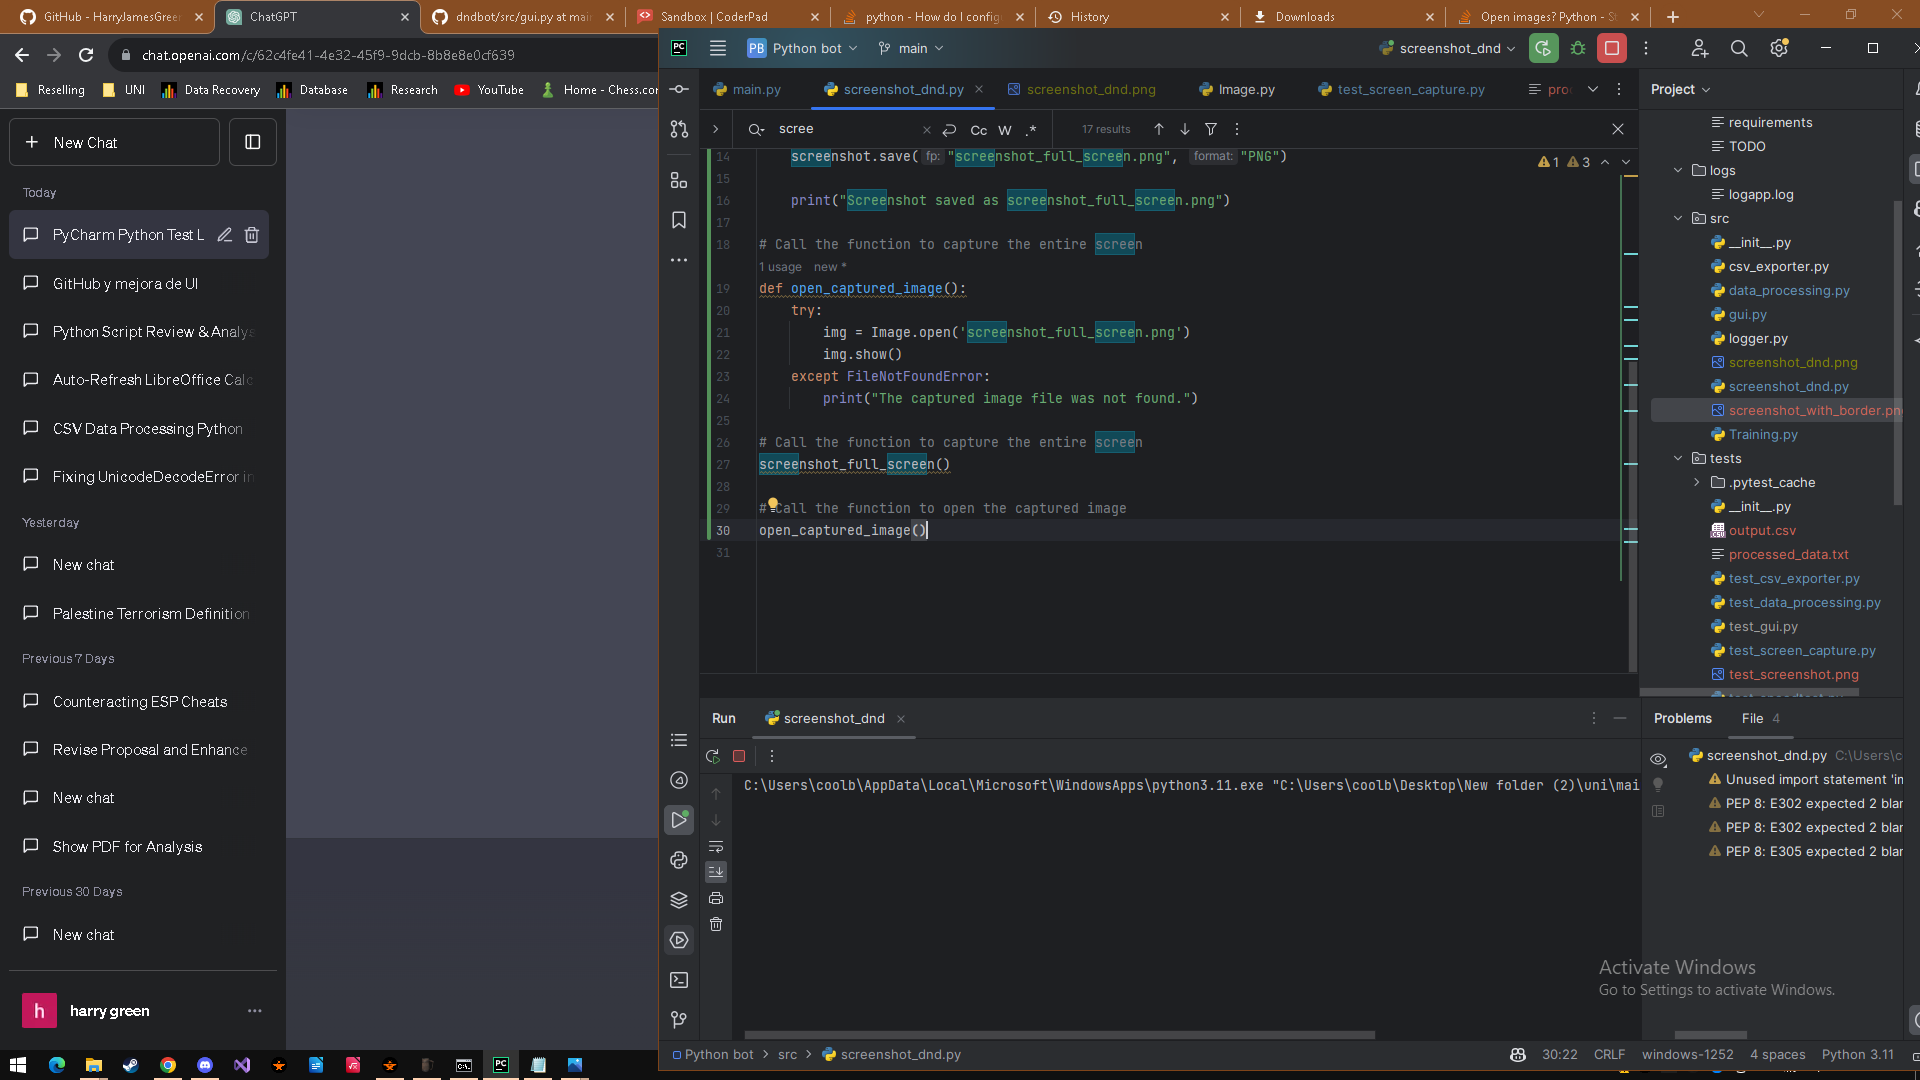 GitHub - HarryJamesGree
ChatGPT
dndbot/src/gui.py at mai
Sandbox | CoderPad
python - How do I config
History
Downloads
Open images? Python - St
chat.openai.com/c/62c4fe41-4e32-45f9-9dcb-8b8e8e0cf639
Reselling
UNI
Data Recovery
Database
Research
YouTube
Home - Chess.com
New Chat
Today
PyCharm Python Test L
GitHub y mejora de UI
Python Script Review & Analys
Auto-Refresh LibreOffice Calc
CSV Data Processing Python
Fixing UnicodeDecodeError in
Yesterday
New chat
Palestine Terrorism Definition
Previous 7 Days
Counteracting ESP Cheats
Revise Proposal and Enhance
New chat
Show PDF for Analysis
Previous 30 Days
New chat
h harry green
PC
PB Python bot
main
screenshot_dnd
main.py
screenshot_dnd.py
screenshot_dnd.png
Image.py
test_screen_capture.py
proc
scree
Cc W .*
17 results
14 screenshot.save( fp: "screenshot_full_screen.png", format: "PNG")
1 3
15
16 print("Screenshot saved as screenshot_full_screen.png")
17
18 # Call the function to capture the entire screen
1 usage new *
19 def open_captured_image():
20 try:
21 img = Image.open('screenshot_full_screen.png')
22 img.show()
23 except FileNotFoundError:
24 print("The captured image file was not found.")
25
26 # Call the function to capture the entire screen
27 screenshot_full_screen()
28
29 # Call the function to open the captured image
30 open_captured_image()
31
Project
requirements
TODO
logs
logapp.log
src
__init__.py
csv_exporter.py
data_processing.py
gui.py
logger.py
screenshot_dnd.png
screenshot_dnd.py
screenshot_with_border.pn
Training.py
tests
.pytest_cache
__init__.py
output.csv
processed_data.txt
test_csv_exporter.py
test_data_processing.py
test_gui.py
test_screen_capture.py
test_screenshot.png
Run
screenshot_dnd
C:\Users\coolb\AppData\Local\Microsoft\WindowsApps\python3.11.exe "C:\Users\coolb\Desktop\New folder (2)\uni\mai
Problems
File 4
screenshot_dnd.py C:\Users\c
Unused import statement 'in
PEP 8: E302 expected 2 blar
PEP 8: E302 expected 2 blar
PEP 8: E305 expected 2 blar
Activate Windows
Go to Settings to activate Windows.
Python bot > src > screenshot_dnd.py
30:22
CRLF
windows-1252
4 spaces
Python 3.11